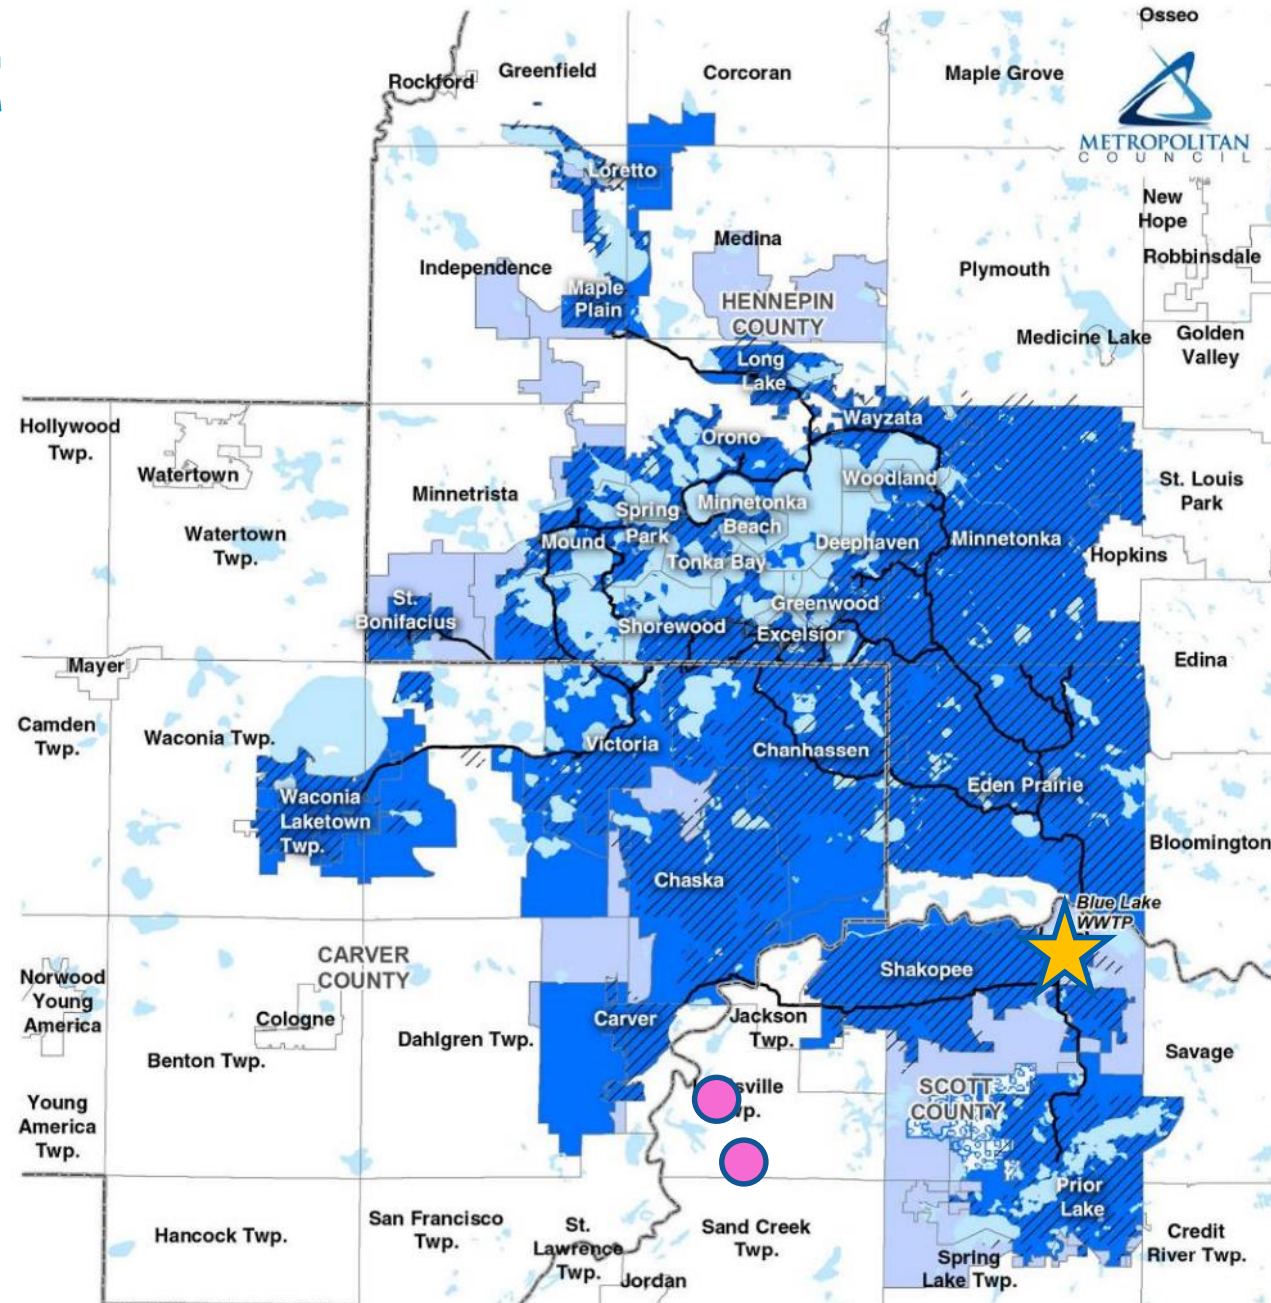 Osseo
Rockford
Greenfield
Corcoran
Maple Grove
METROPOLITAN
COUNCIL
Loretto
New
Hope
Independence
Medina
Plymouth
Robbinsdale
Maple
Plain
HENNEPIN
COUNTY
Medicine Lake
Golden
Valley
Long
Lake
Hollywood
Twp.
Wayzata
Orono
Watertown
Minnetrista
Woodland
St. Louis
Park
Watertown
Twp.
Spring
Park
Minnetonka
Beach
Mound
Deephaven
Minnetonka
Hopkins
Tonka Bay
St.
Bonifacius
Greenwood
Shorewood
Excelsior
Mayer
Edina
Camden
Twp.
Waconia Twp.
Victoria
Chanhassen
Eden Prairie
Waconia
Laketown
Twp.
Bloomington
Chaska
Blue Lake
WWTP
CARVER
COUNTY
Norwood
Young
America
Shakopee
Cologne
Carver
Jackson
Twp.
Benton Twp.
Dahlgren Twp.
Savage
SCOTT
COUNTY
sville
wp.
Young
America
Twp.
Prior
Lake
Hancock Twp.
San Francisco
Twp.
St.
Lawrence
Twp.
Sand Creek
Twp.
Credit
River Twp.
Spring
Lake Twp.
Jordan